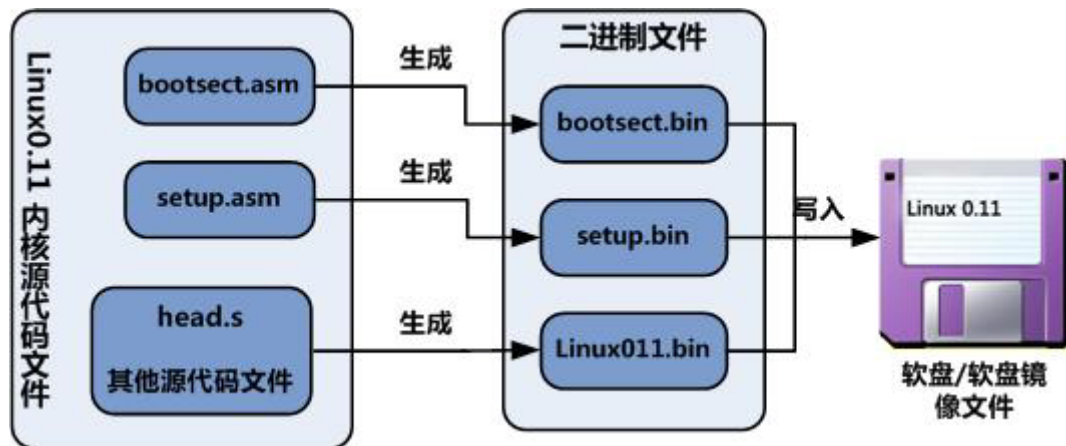 Linux0.11 内核源代码文件
bootsect.asm
setup.asm
head.s
其他源代码文件
生成
生成
生成
二进制文件
bootsect.bin
setup.bin
Linux011.bin
写入
Linux 0.11
软盘/软盘镜
像文件